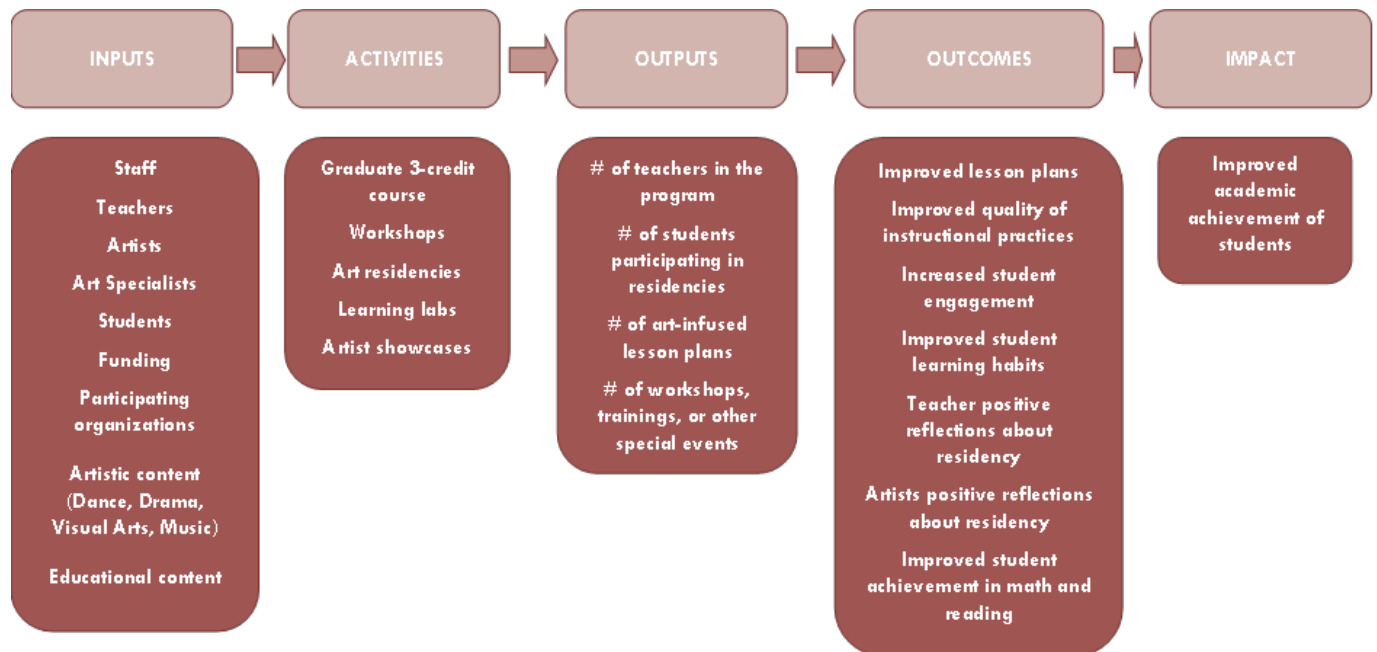 INPUTS
ACTIVITIES
OUTPUTS
OUTCOMES
IMPACT
Staff
Teachers
Artists
Art Specialists
Students
Funding
Participating
organizations
Artistic content
(Dance, Drama,
Visual Arts, Music)
Educational content
Graduate 3-credit
course
Workshops
Art residencies
Learning labs
Artist showcases
# of teachers in the
program
# of students
participating in
residencies
# of art-infused
lesson plans
# of workshops,
trainings, or other
special events
Improved lesson plans
Improved quality of
instructional practices
Increased student
engagement
Improved student
learning habits
Teacher positive
reflections about
residency
Artists positive reflections
about residency
Improved student
achievement in math and
reading
Improved
academic
achievement of
students